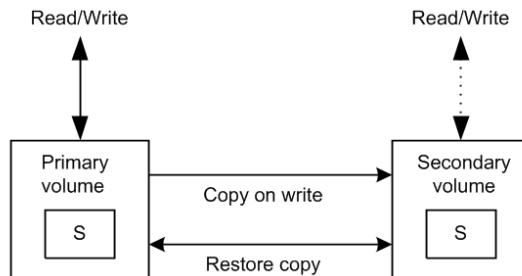 Read/Write
Read/Write
Primary
volume
Secondary
volume
Copy on write
S
S
Restore copy